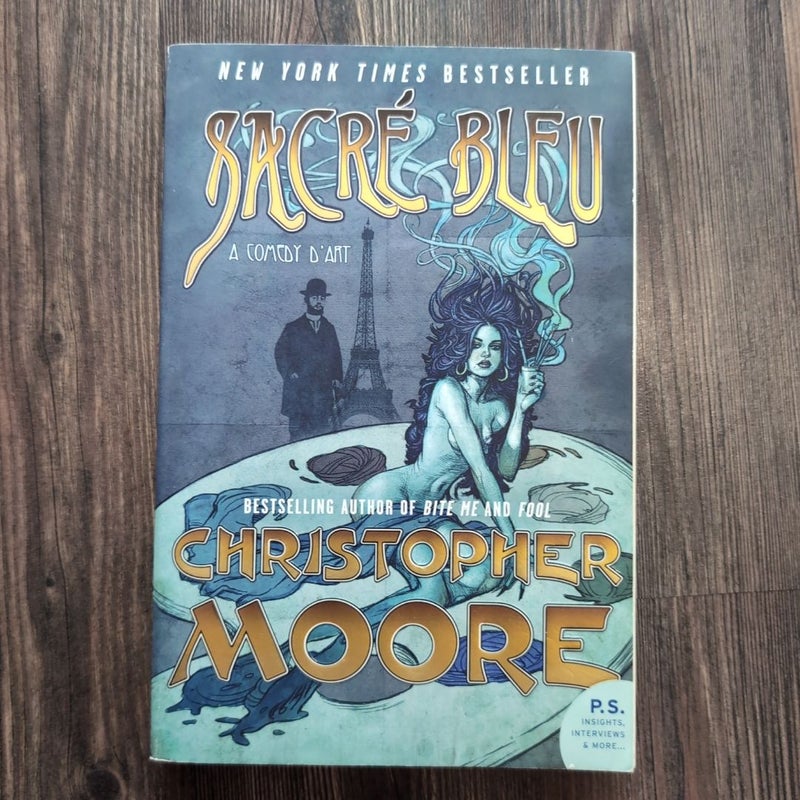 NEW YORK TIMES BESTSELLER
SACRÉ BLEU
A COMEDY D'ART
BESTSELLING AUTHOR OF BITE ME AND FOOL
CHRISTOPHER
MOORE
P.S.
INSIGHTS,
INTERVIEWS
& MORE...